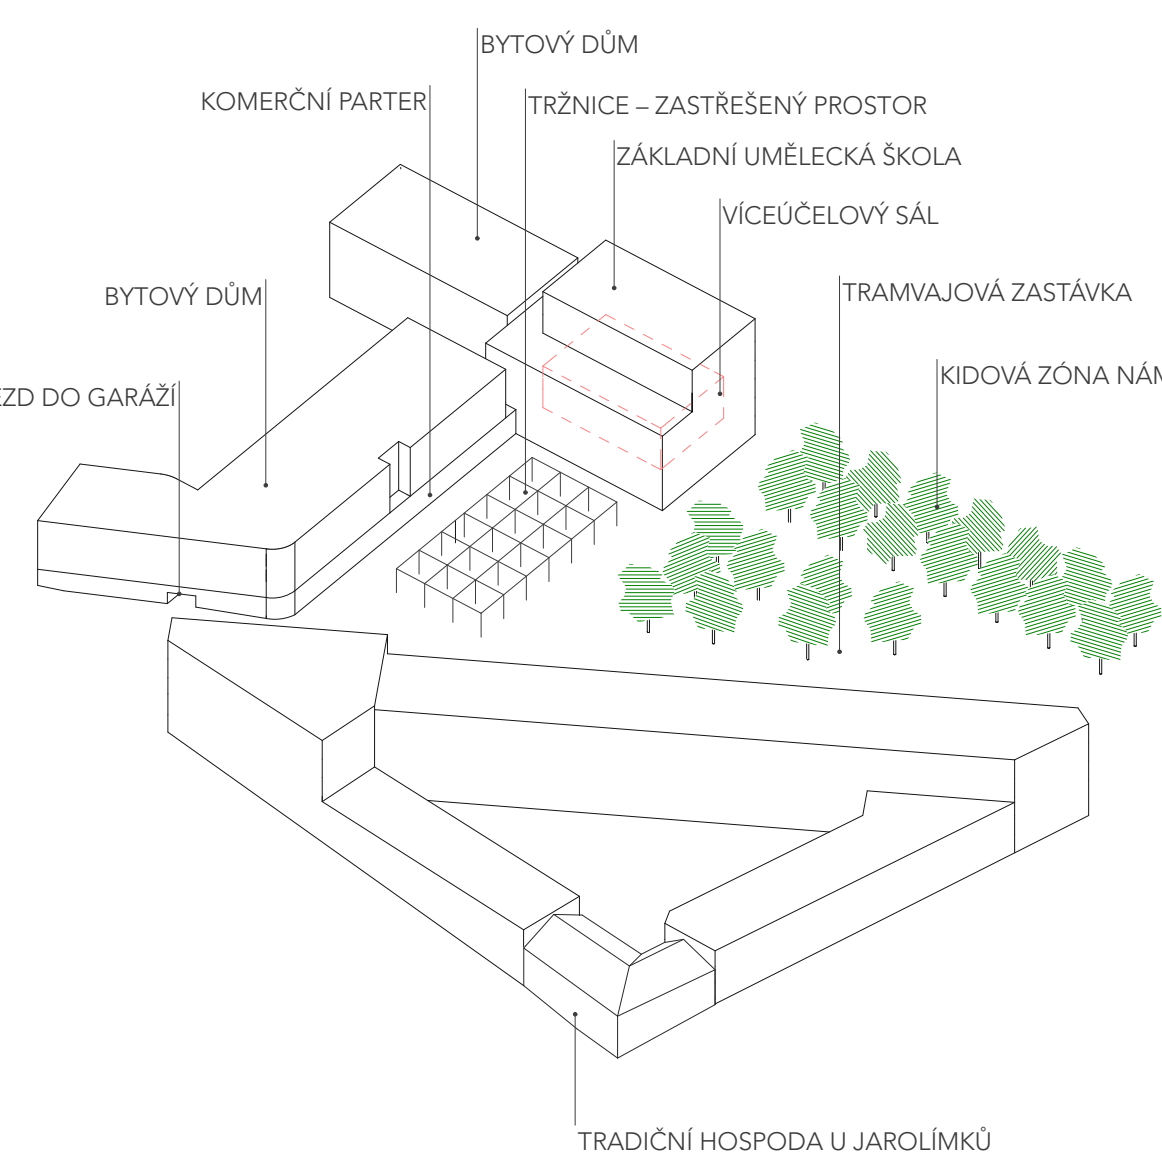 BYTOVÝ DŮM
KOMERČNÍ PARTER
TRŽNICE – ZASTŘEŠENÝ PROSTOR
ZÁKLADNÍ UMĚLECKÁ ŠKOLA
VÍCEÚČELOVÝ SÁL
BYTOVÝ DŮM
TRAMVAJOVÁ ZASTÁVKA
EZD DO GARÁŽÍ
KIDOVÁ ZÓNA NÁM
TRADIČNÍ HOSPODA U JAROLÍMKŮ